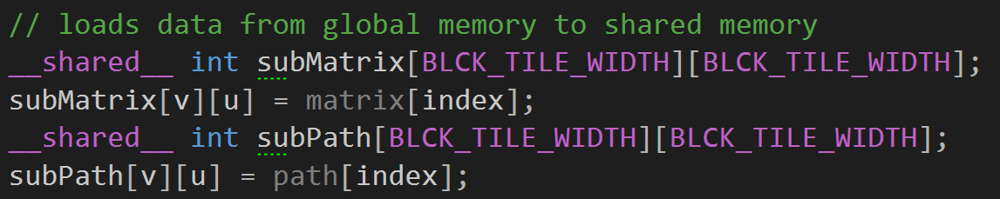 // loads data from global memory to shared memory
__shared__ int subMatrix[BLCK_TILE_WIDTH][BLCK_TILE_WIDTH];
subMatrix[v][u] = matrix[index];
__shared__ int subPath[BLCK_TILE_WIDTH][BLCK_TILE_WIDTH];
subPath[v][u] = path[index];